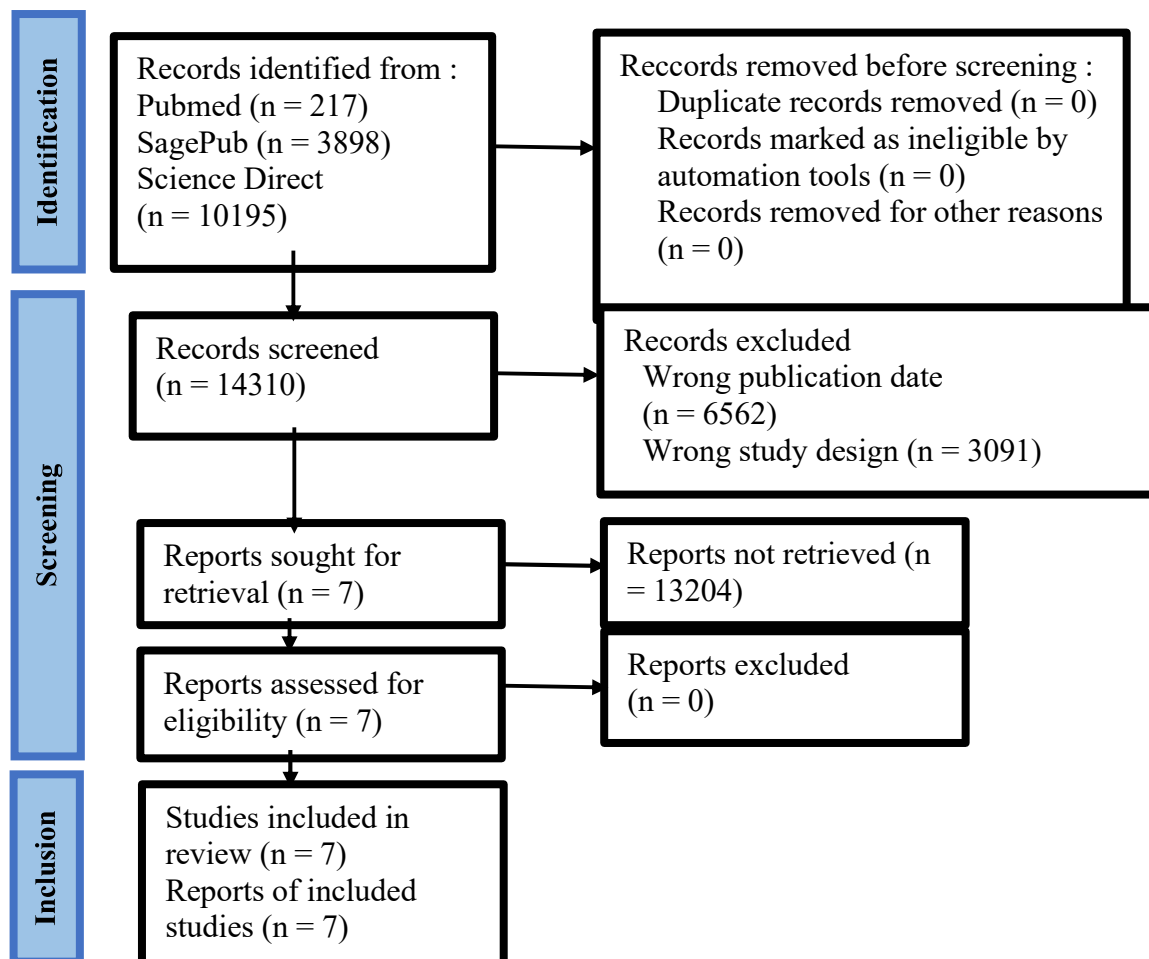 Identification
Records identified from :
Pubmed (n = 217)
SagePub (n = 3898)
Science Direct
(n = 10195)
Reccords removed before screening :
Duplicate records removed (n = 0)
Records marked as ineligible by
automation tools (n = 0)
Records removed for other reasons
(n = 0)
Screening
Records screened
(n = 14310)
Records excluded
Wrong publication date
(n = 6562)
Wrong study design (n = 3091)
Reports sought for
retrieval (n = 7)
Reports not retrieved (n
= 13204)
Reports assessed for
eligibility (n = 7)
Reports excluded
(n = 0)
Inclusion
Studies included in
review (n = 7)
Reports of included
studies (n = 7)